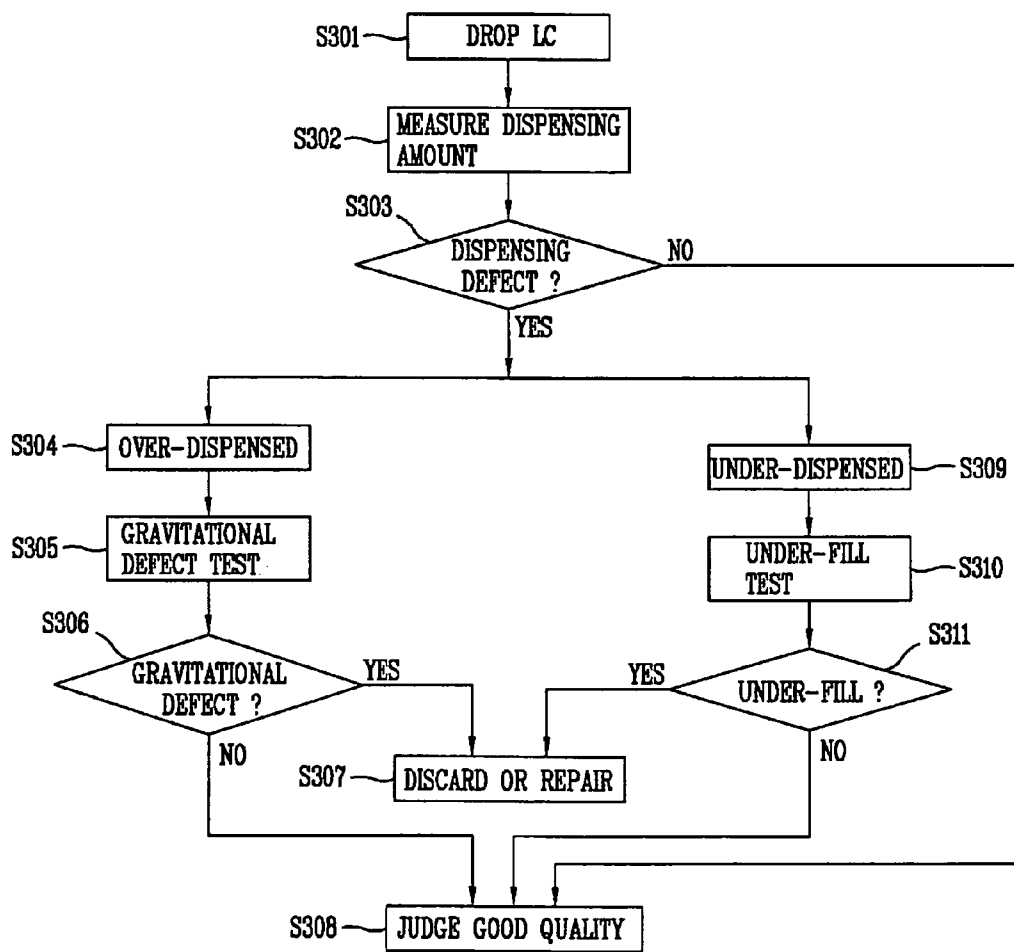 S301
DROP LC
S302
MEASURE DISPENSING
AMOUNT
S303
DISPENSING
DEFECT ?
NO
YES
S304
OVER-DISPENSED
UNDER-DISPENSED
S309
S305
GRAVITATIONAL
DEFECT TEST
UNDER-FILL
TEST
S310
S306
GRAVITATIONAL
DEFECT ?
YES
NO
S311
UNDER-FILL ?
YES
NO
S307
DISCARD OR REPAIR
S308
JUDGE GOOD QUALITY